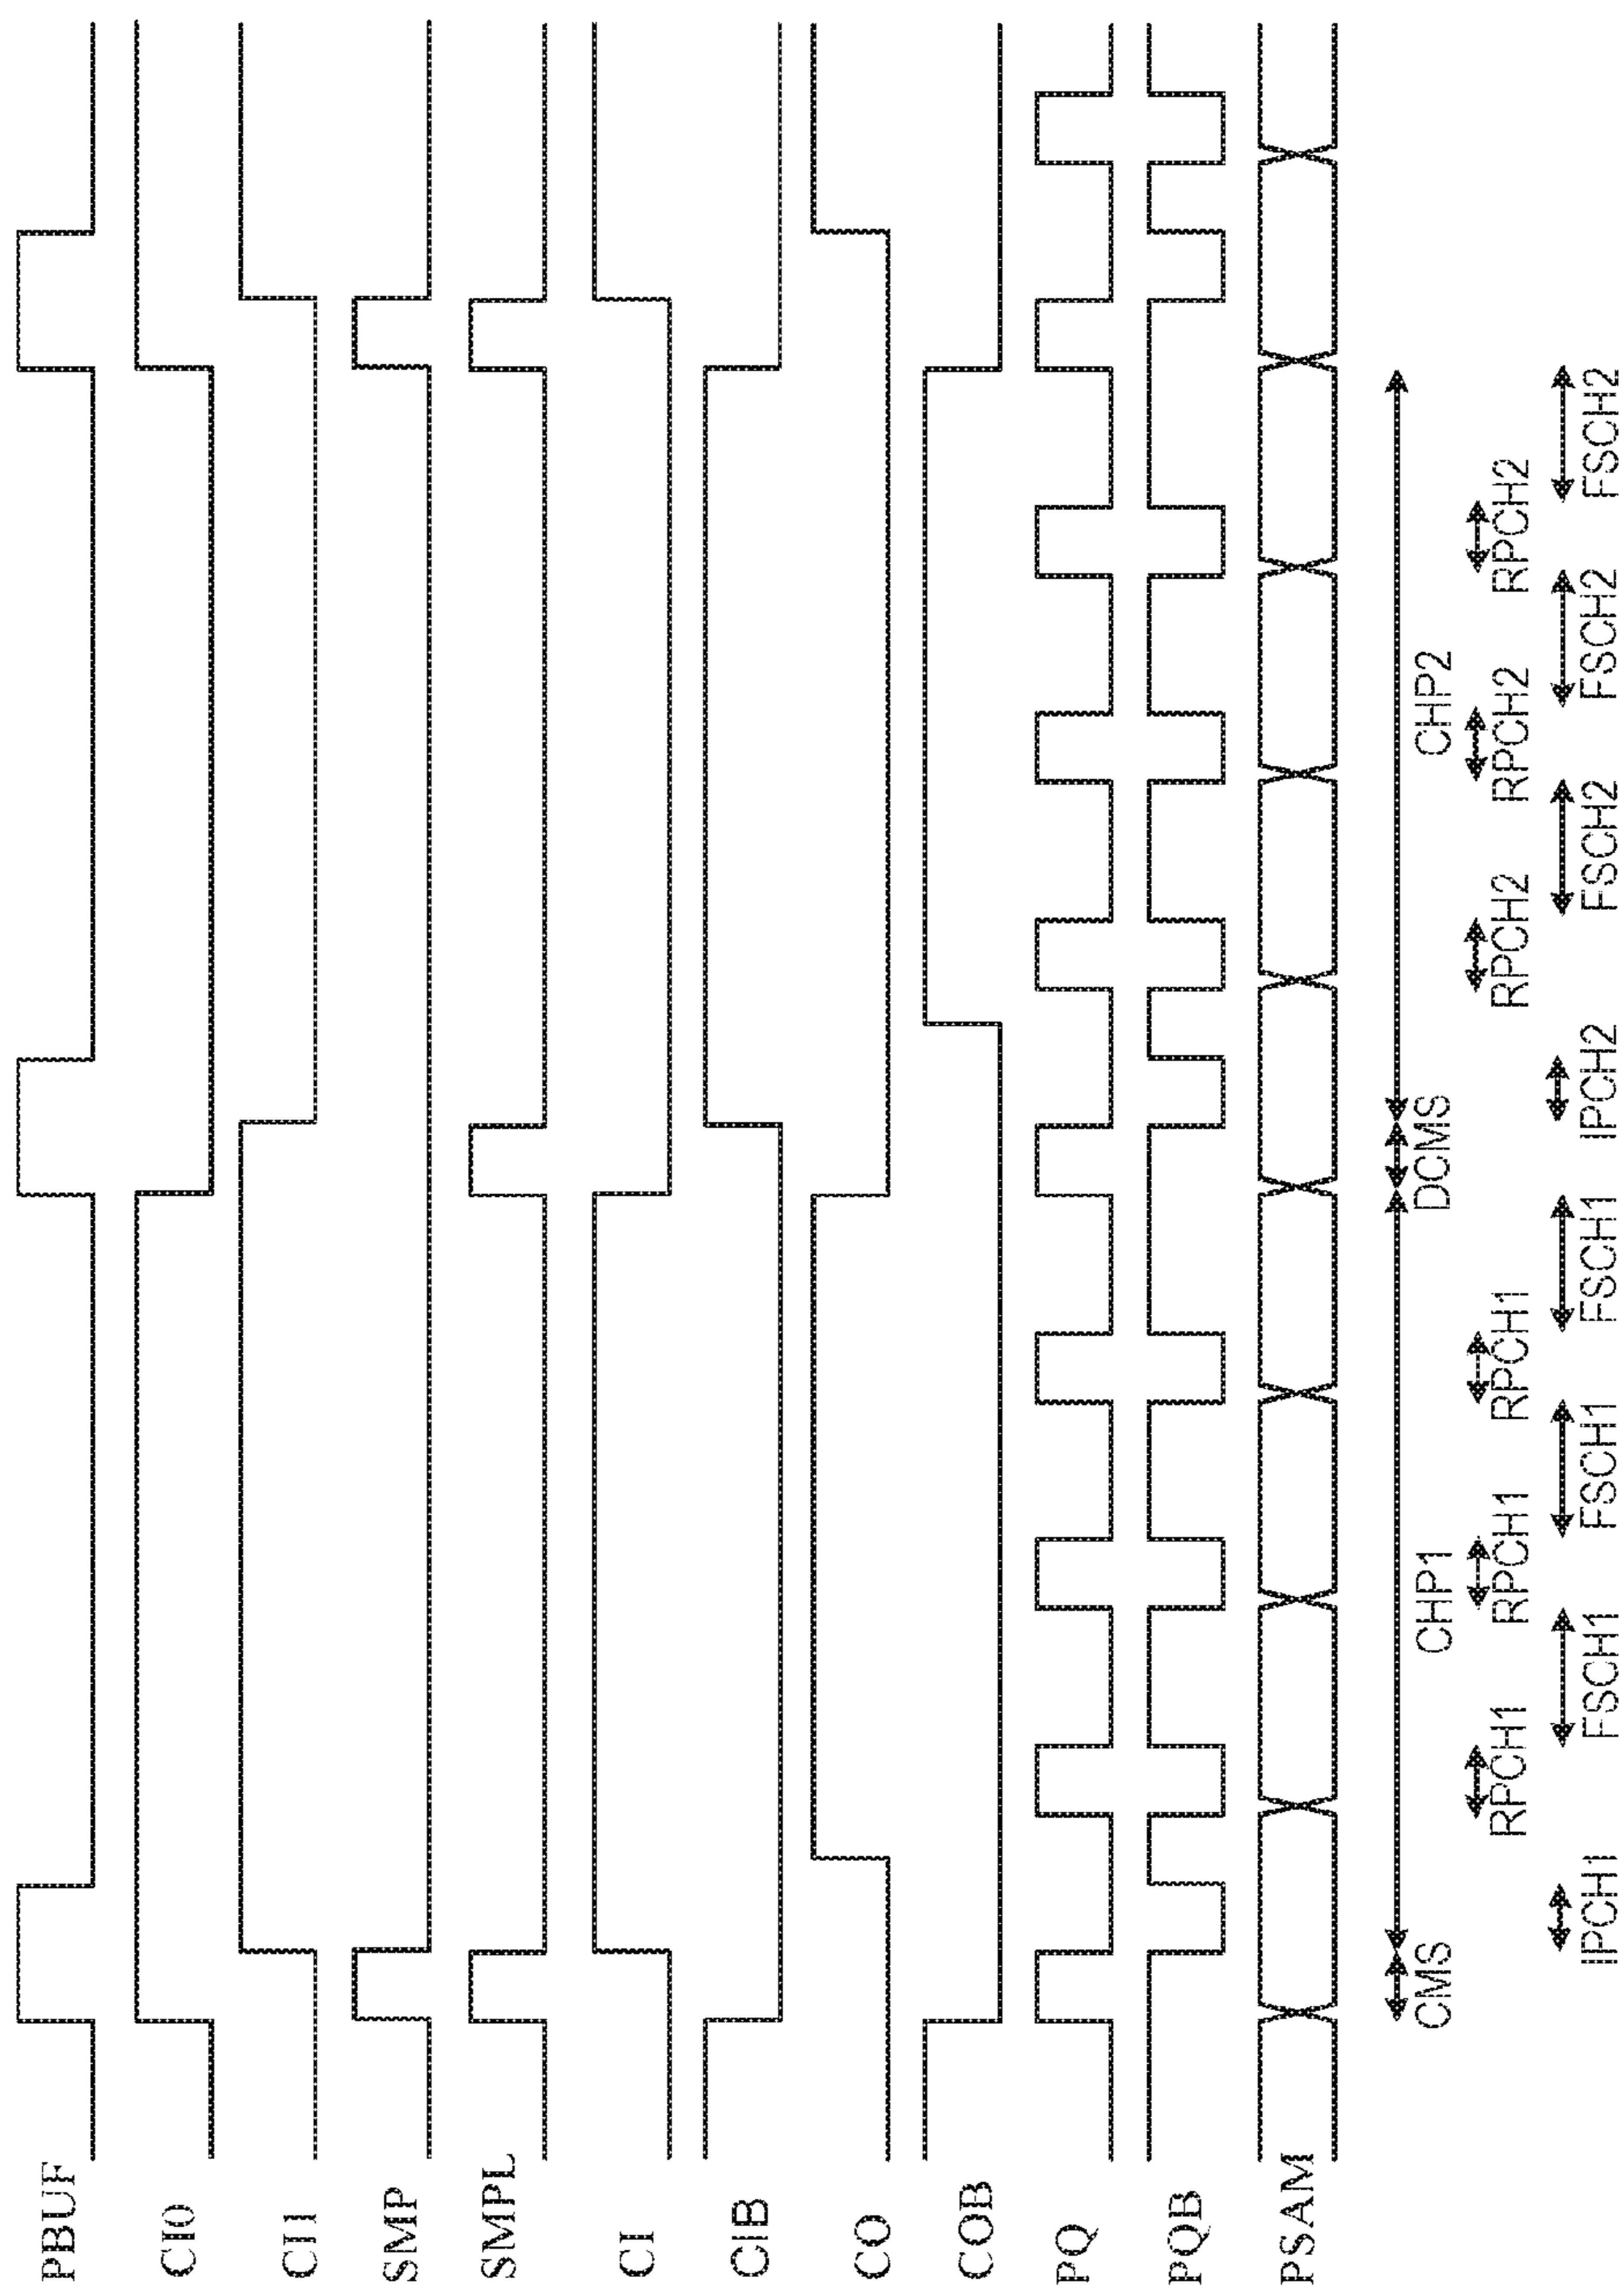 PBUF
CI0
CI1
SMP
SMPL
CI
CIB
CO
COB
PQ
PQB
PSAM
CMS CHP1 DCMS CHP2
RPCH1 RPCH1 RPCH1 RPCH2 RPCH2 RPCH2
IPCH1 FSCH1 FSCH1 FSCH1 IPCH2 FSCH2 FSCH2 FSCH2